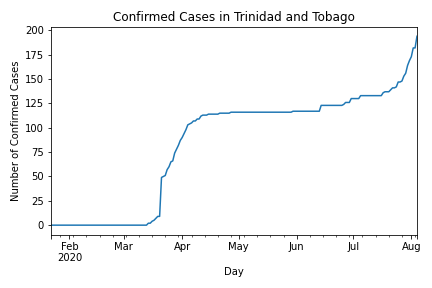 Confirmed Cases in Trinidad and Tobago
Number of Confirmed Cases
200
175
150
125
100
75
50
25
0
Feb Mar Apr May Jun Jul Aug
2020
Day